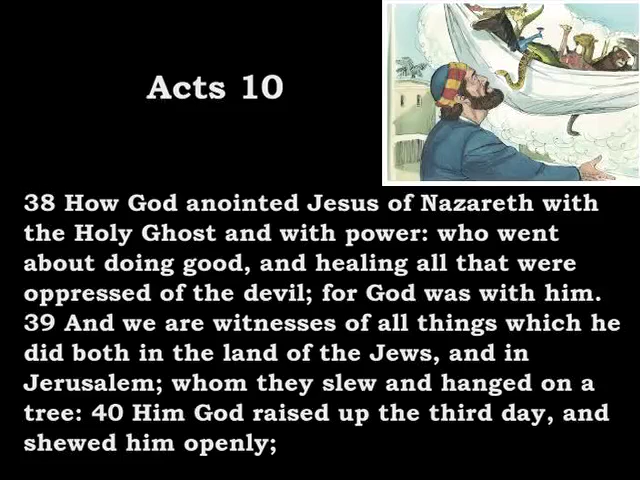 Acts 10
38 How God anointed Jesus of Nazareth with
the Holy Ghost and with power: who went
about doing good, and healing all that were
oppressed of the devil; for God was with him.
39 And we are witnesses of all things which he
did both in the land of the Jews, and in
Jerusalem; whom they slew and hanged on a
tree: 40 Him God raised up the third day, and
shewed him openly;